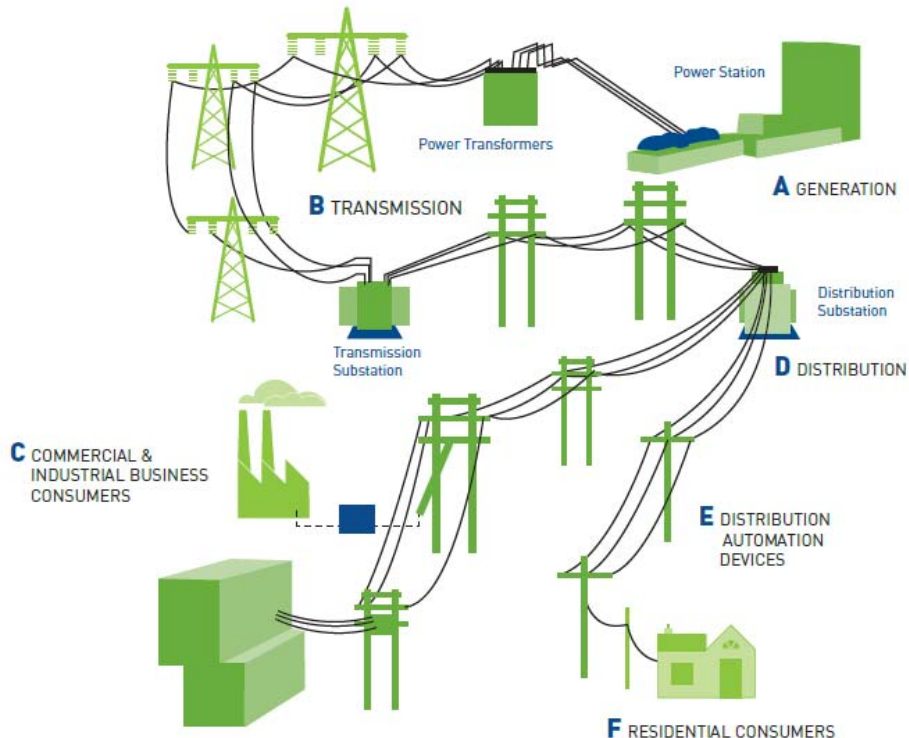 Power Station
Power Transformers
A GENERATION
B TRANSMISSION
Distribution
Substation
Transmission
Substation
D DISTRIBUTION
C COMMERCIAL &
INDUSTRIAL BUSINESS
CONSUMERS
E DISTRIBUTION
AUTOMATION
DEVICES
F RESIDENTIAL CONSUMERS